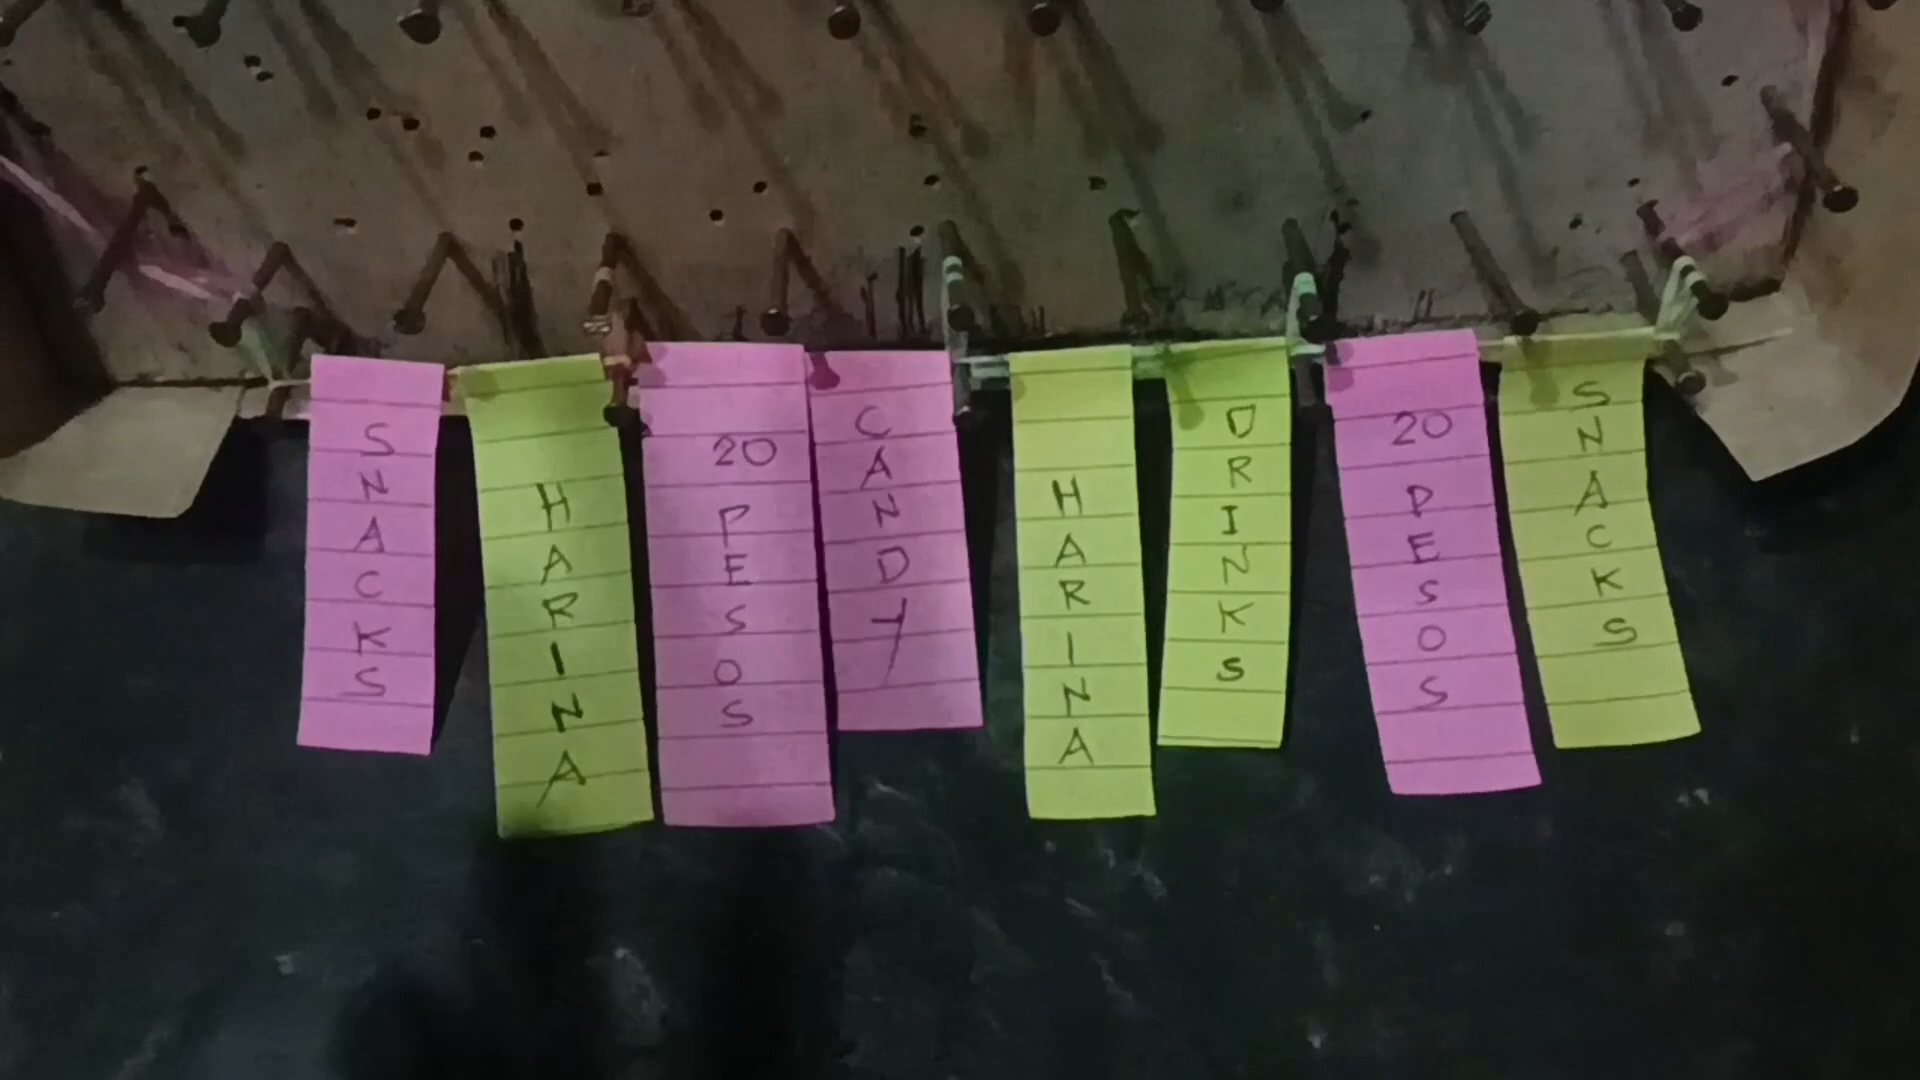 SNACKS
HARINA
20 PESOS
CANDY
HARINA
DRINKS
20 PESOS
SNACKS